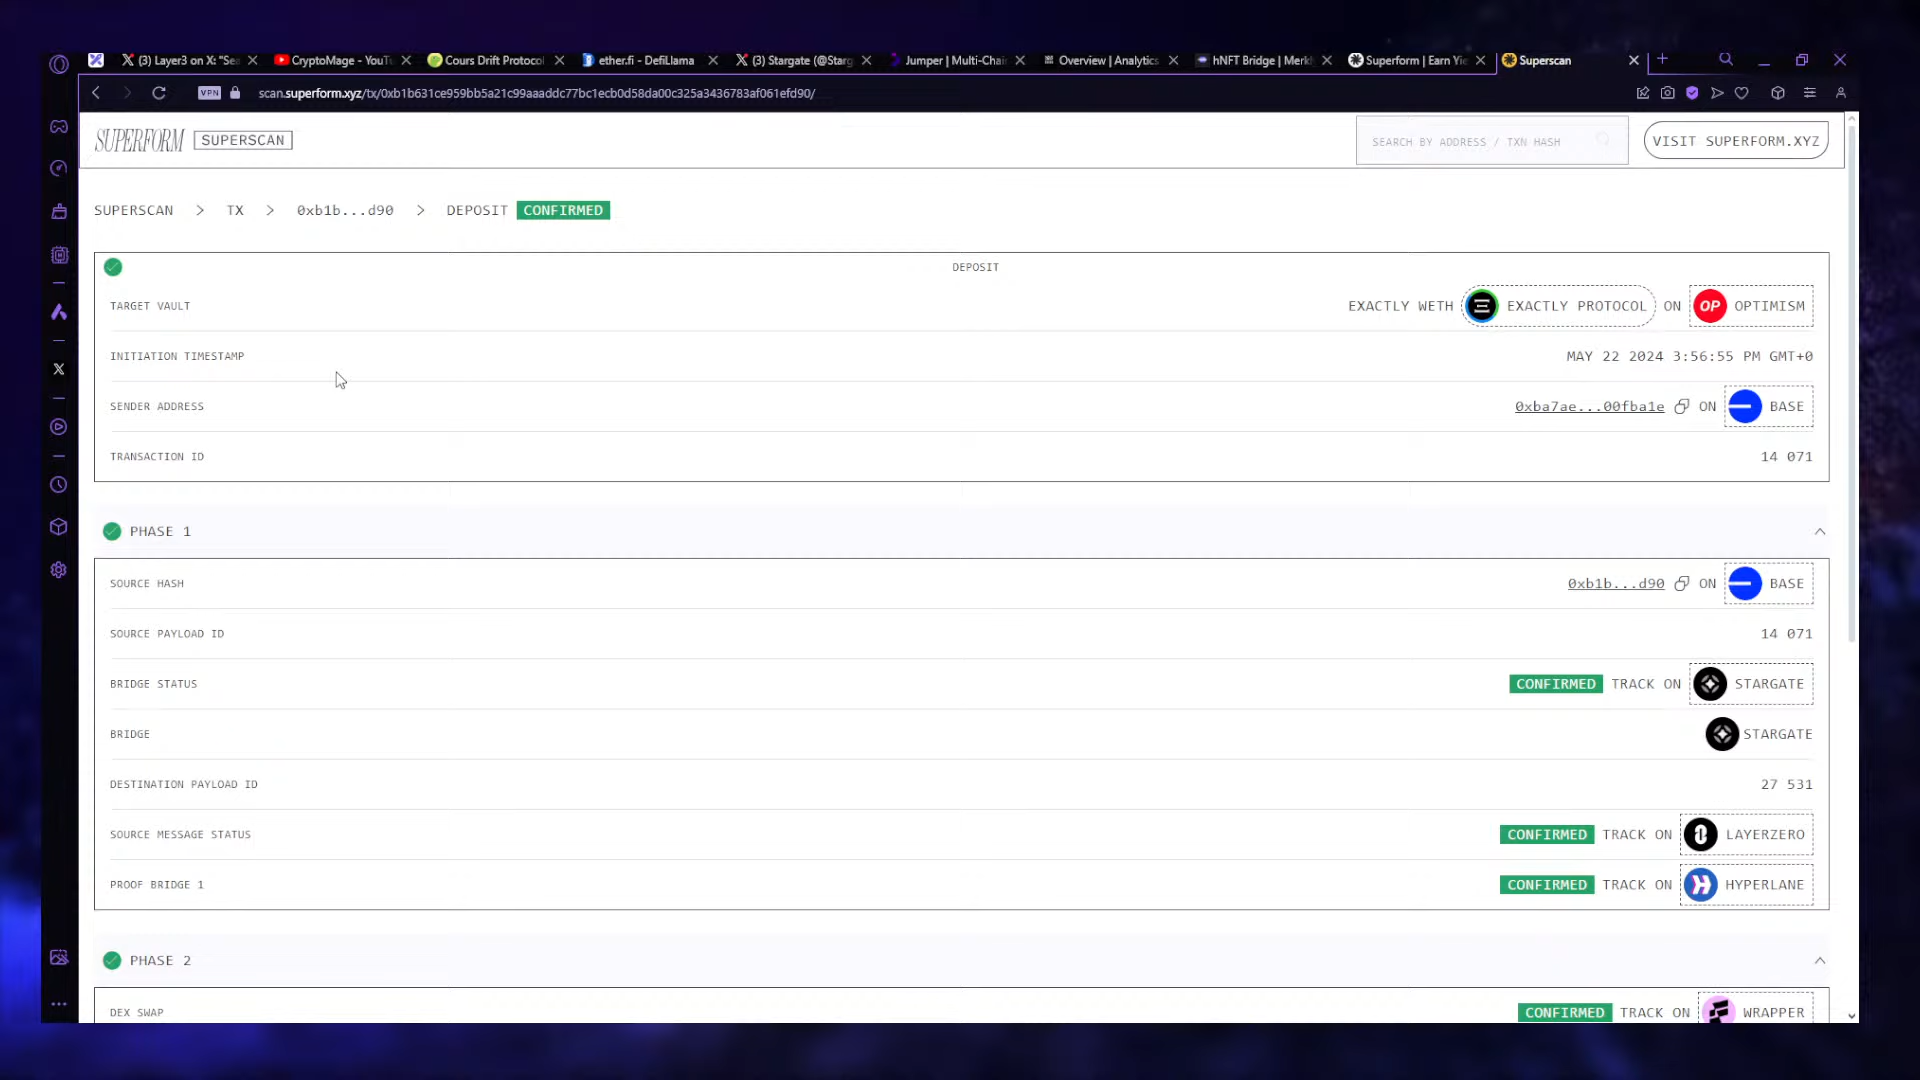 (3) Layer3 on X: "Sea
CryptoMage - YouTu
Cours Drift Protocol
ether.fi - DefiLlama
(3) Stargate (@Starg
Jumper | Multi-Chain
Overview | Analytics
hNFT Bridge | Merkl
Superform | Earn Yie
Superscan
VPN
scan.superform.xyz/tx/0xb1b631ce959bb5a21c99aaaddc77bc1ecb0d58da00c325a3436783af061efd90/
SUPERFORM SUPERSCAN
SEARCH BY ADDRESS / TXN HASH
VISIT SUPERFORM.XYZ
SUPERSCAN > TX > 0xb1b...d90 > DEPOSIT CONFIRMED
DEPOSIT
TARGET VAULT EXACTLY WETH EXACTLY PROTOCOL ON OP OPTIMISM
INITIATION TIMESTAMP MAY 22 2024 3:56:55 PM GMT+0
SENDER ADDRESS 0xba7ae...00fba1e ON BASE
TRANSACTION ID 14 071
PHASE 1
SOURCE HASH 0xb1b...d90 ON BASE
SOURCE PAYLOAD ID 14 071
BRIDGE STATUS CONFIRMED TRACK ON STARGATE
BRIDGE STARGATE
DESTINATION PAYLOAD ID 27 531
SOURCE MESSAGE STATUS CONFIRMED TRACK ON LAYERZERO
PROOF BRIDGE 1 CONFIRMED TRACK ON HYPERLANE
PHASE 2
DEX SWAP CONFIRMED TRACK ON WRAPPER